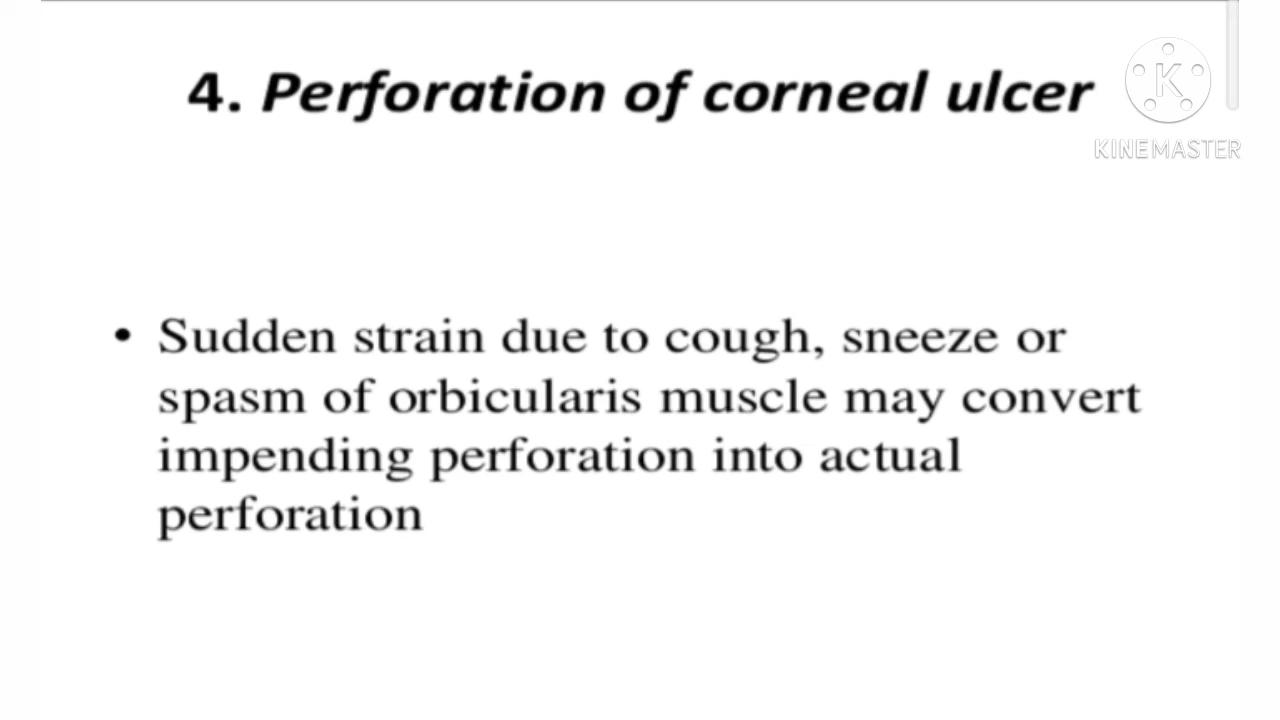 4. Perforation of corneal ulcer
K
KINEMASTER
• Sudden strain due to cough, sneeze or
spasm of orbicularis muscle may convert
impending perforation into actual
perforation